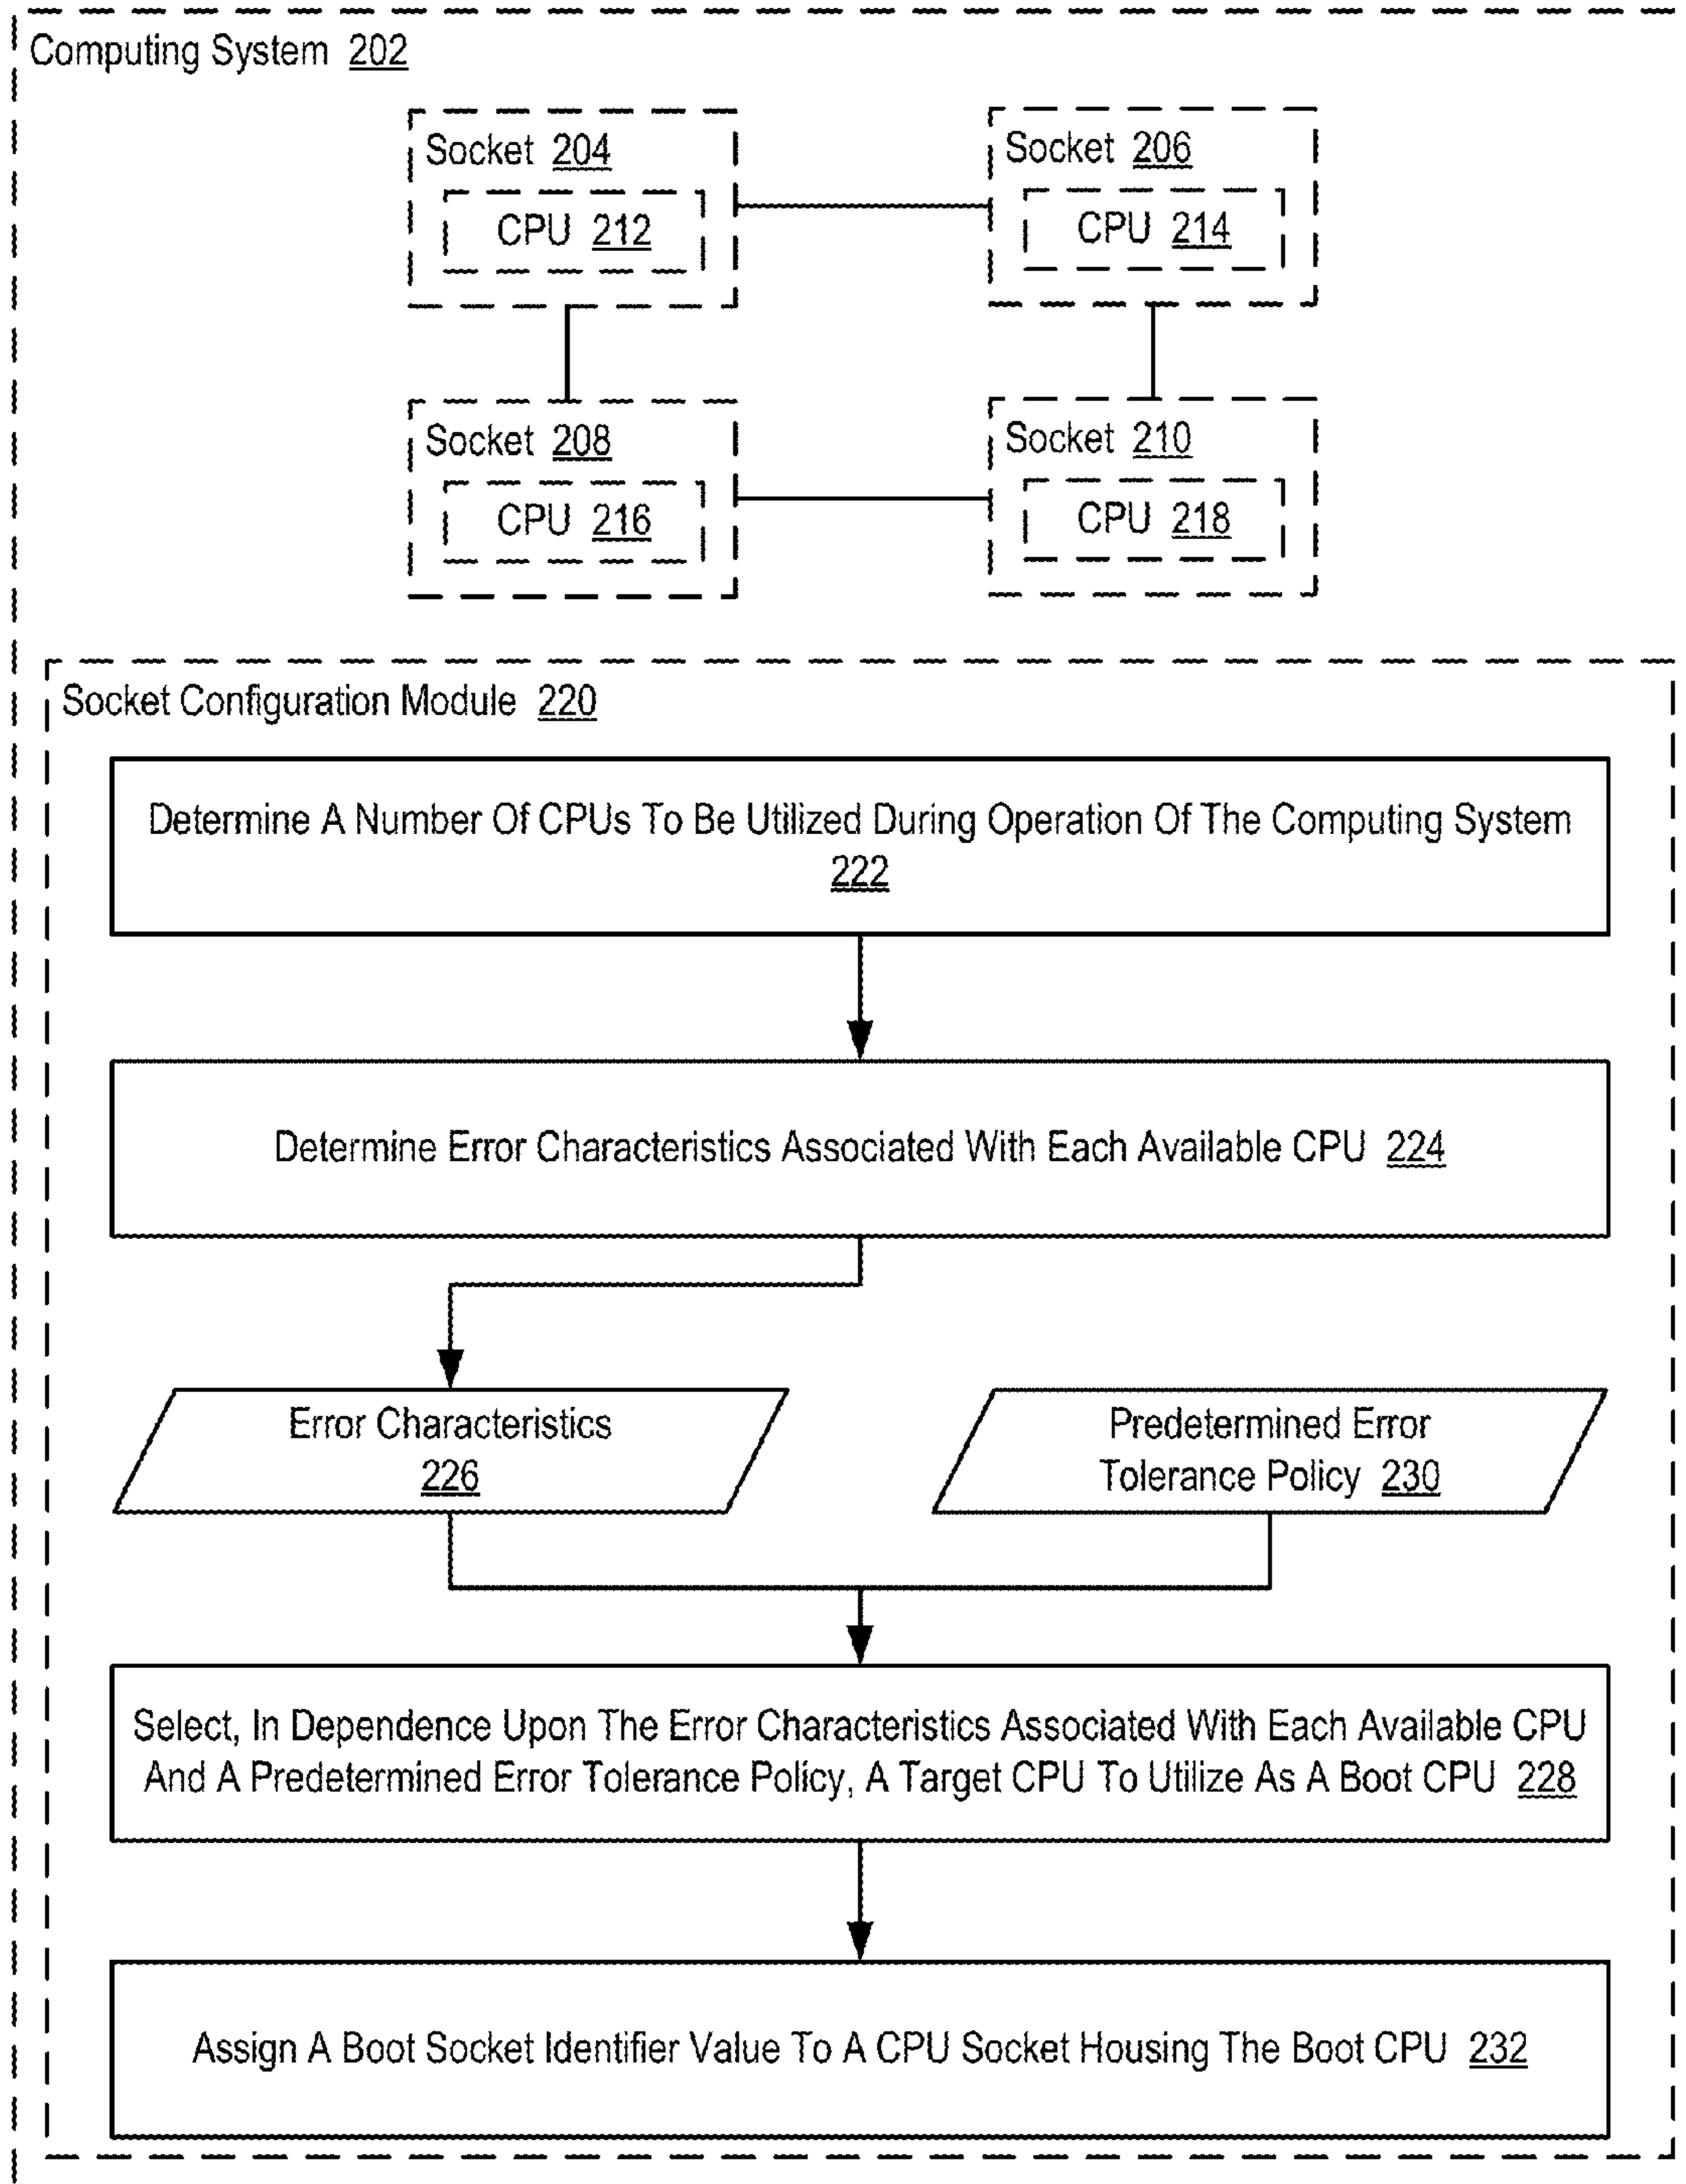 Computing System 202
Socket 204
CPU 212
Socket 206
CPU 214
Socket 208
CPU 216
Socket 210
CPU 218
Socket Configuration Module 220
Determine A Number Of CPUs To Be Utilized During Operation Of The Computing System
222
Determine Error Characteristics Associated With Each Available CPU 224
Error Characteristics
226
Predetermined Error
Tolerance Policy 230
Select, In Dependence Upon The Error Characteristics Associated With Each Available CPU
And A Predetermined Error Tolerance Policy, A Target CPU To Utilize As A Boot CPU 228
Assign A Boot Socket Identifier Value To A CPU Socket Housing The Boot CPU 232